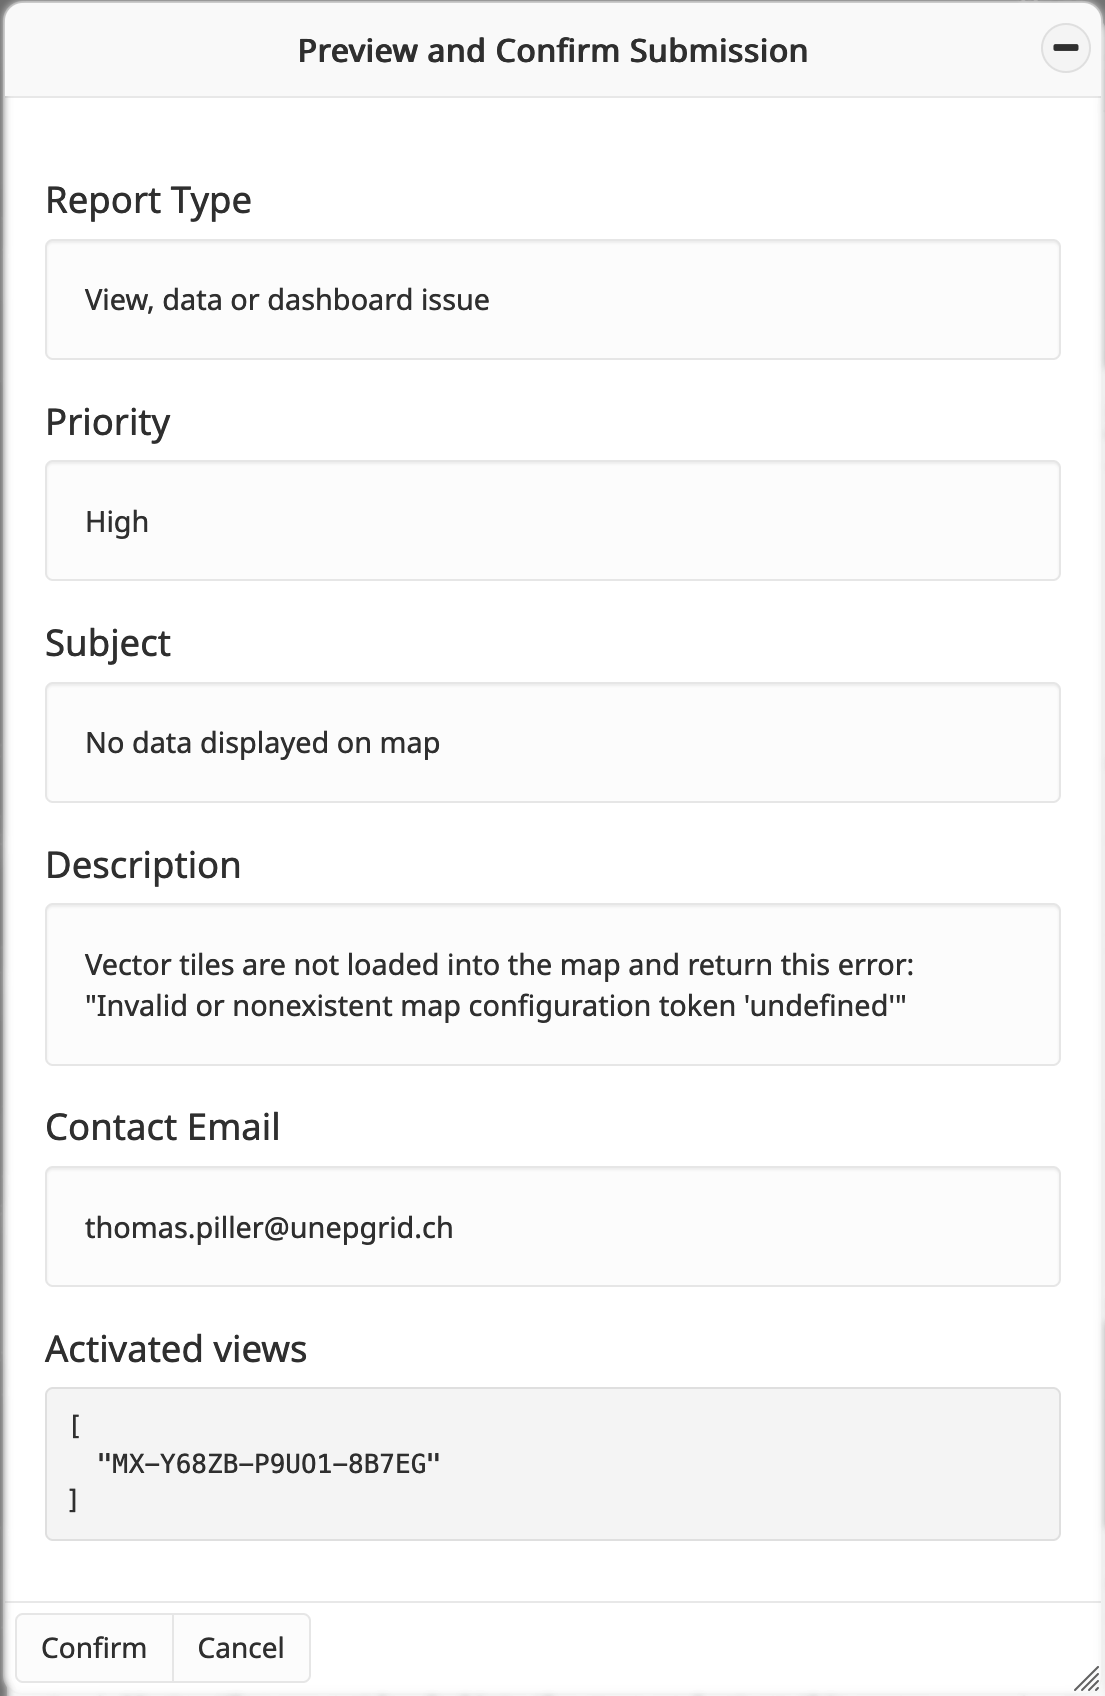 Preview and Confirm Submission
Report Type
View, data or dashboard issue
Priority
High
Subject
No data displayed on map
Description
Vector tiles are not loaded into the map and return this error:
"Invalid or nonexistent map configuration token 'undefined'"
Contact Email
thomas.piller@unepgrid.ch
Activated views
[
"MX-Y68ZB-P9UO1-8B7EG"
]
Confirm
Cancel